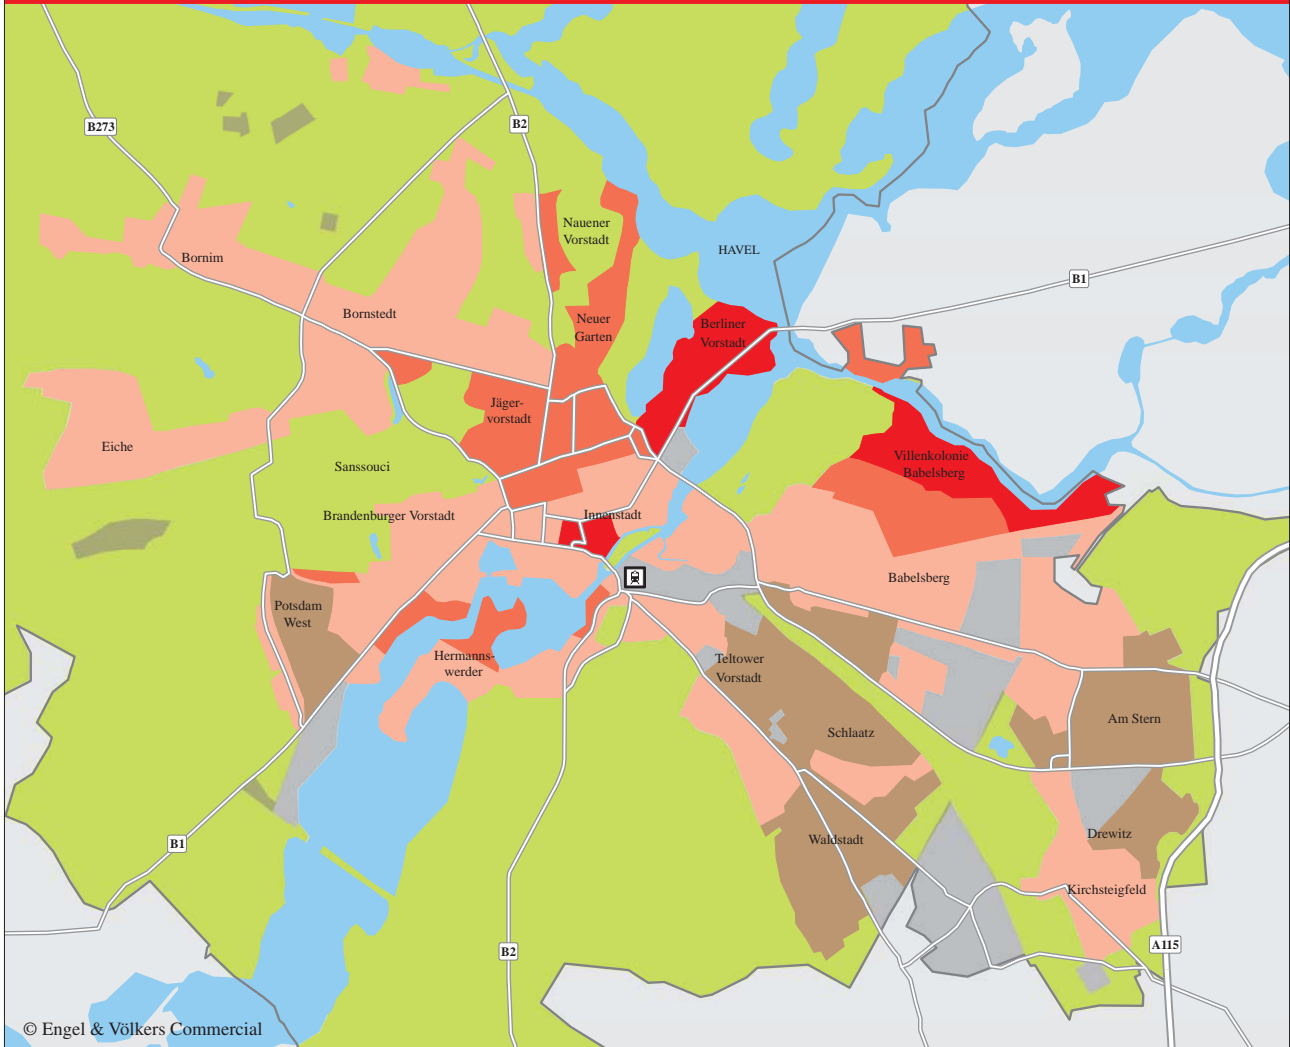 B273
B2
Nauener
Vorstadt
HAVEL
Bornim
B1
Bornstedt
Neuer
Garten
Berliner
Vorstadt
Jäger-
vorstadt
Eiche
Sanssouci
Villenkolonie
Babelsberg
Brandenburger Vorstadt
Innenstadt
Babelsberg
Potsdam
West
Hermanns-
werder
Teltower
Vorstadt
Am Stern
Schlaatz
Drewitz
Waldstadt
B1
Kirchsteigfeld
B2
A115
© Engel & Völkers Commercial